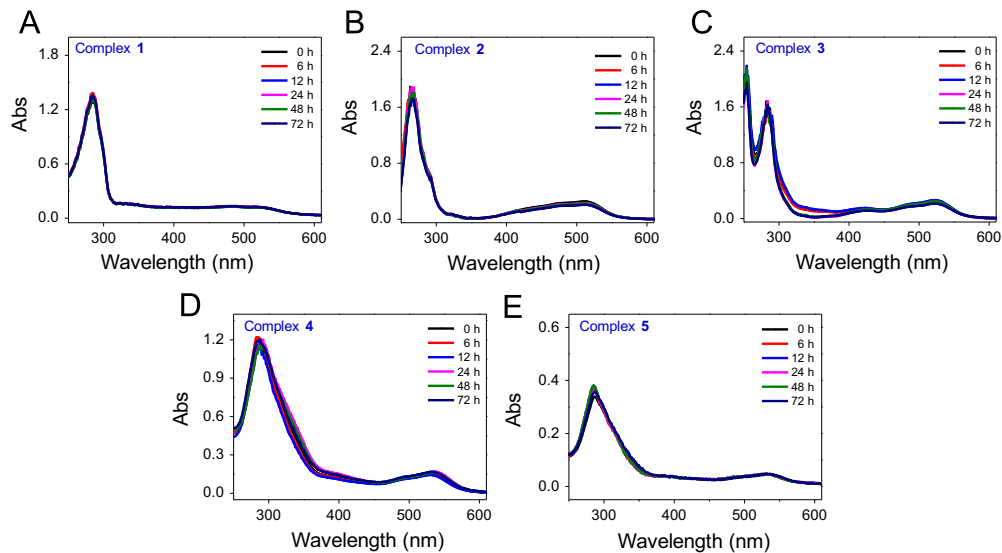 A
Complex 1
0 h
6 h
12 h
24 h
48 h
72 h
Abs
1.8
1.2
0.6
0.0
300
400
500
600
Wavelength (nm)
B
Complex 2
0 h
6 h
12 h
24 h
48 h
72 h
Abs
2.4
1.6
0.8
0.0
300
400
500
600
Wavelength (nm)
C
Complex 3
0 h
6 h
12 h
24 h
48 h
72 h
Abs
2.4
1.6
0.8
0.0
300
400
500
600
Wavelength (nm)
D
Complex 4
0 h
6 h
12 h
24 h
48 h
72 h
Abs
1.2
0.9
0.6
0.3
0.0
300
400
500
600
Wavelength (nm)
E
Complex 5
0 h
6 h
12 h
24 h
48 h
72 h
Abs
0.6
0.4
0.2
0.0
300
400
500
600
Wavelength (nm)